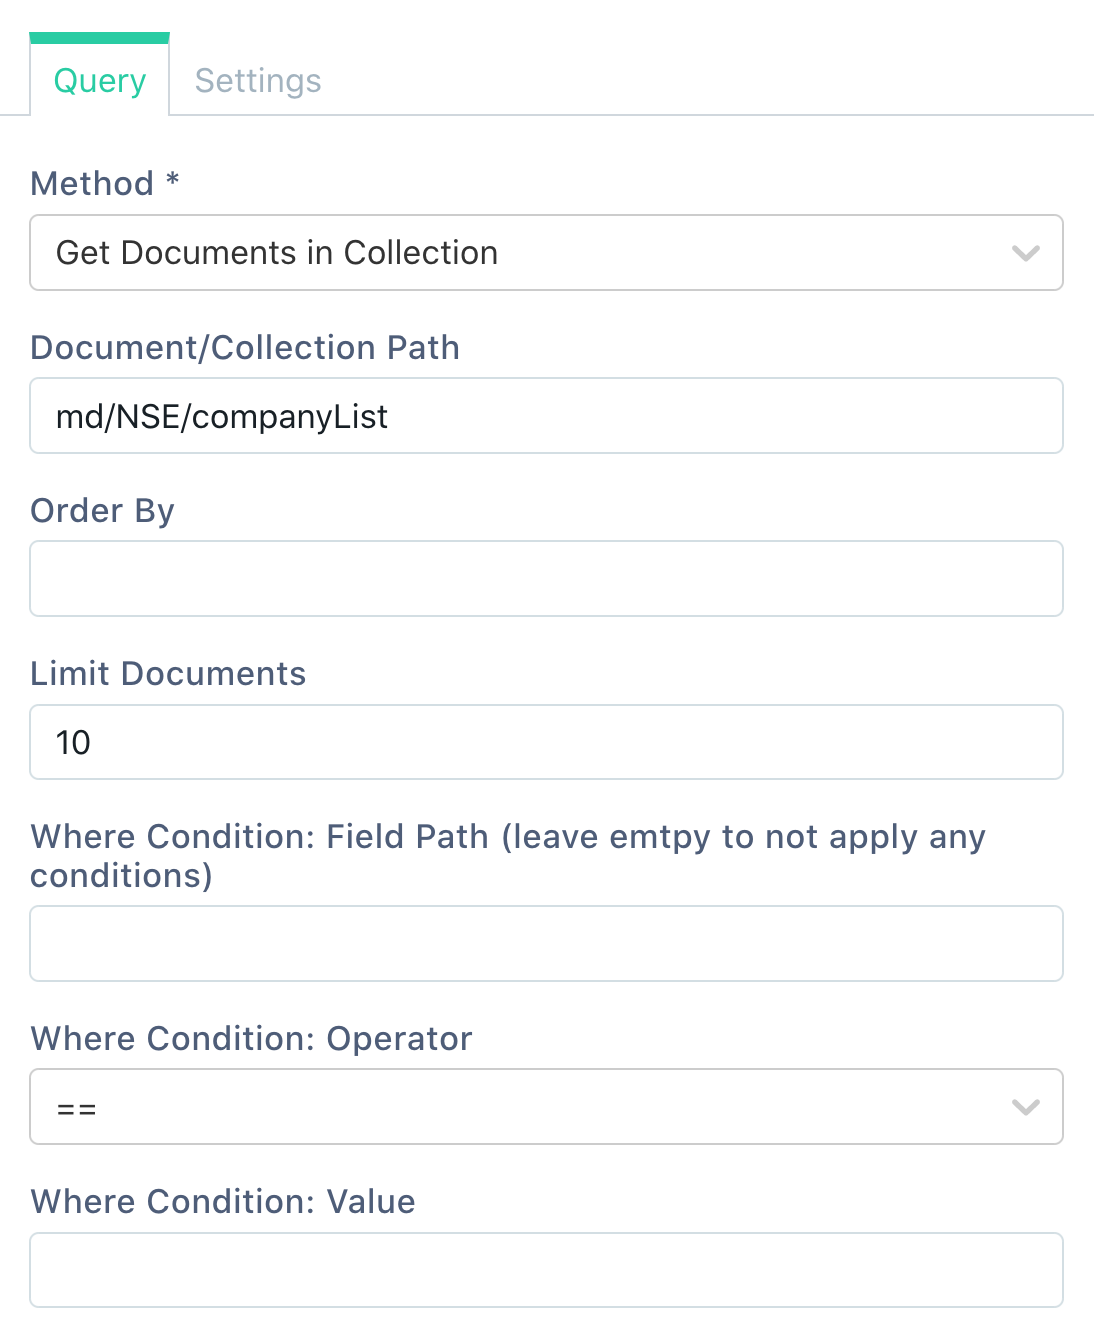 Query Settings
Method *
Get Documents in Collection
Document/Collection Path
md/NSE/companyList
Order By
Limit Documents
10
Where Condition: Field Path (leave emtpy to not apply any
conditions)
Where Condition: Operator
==
Where Condition: Value